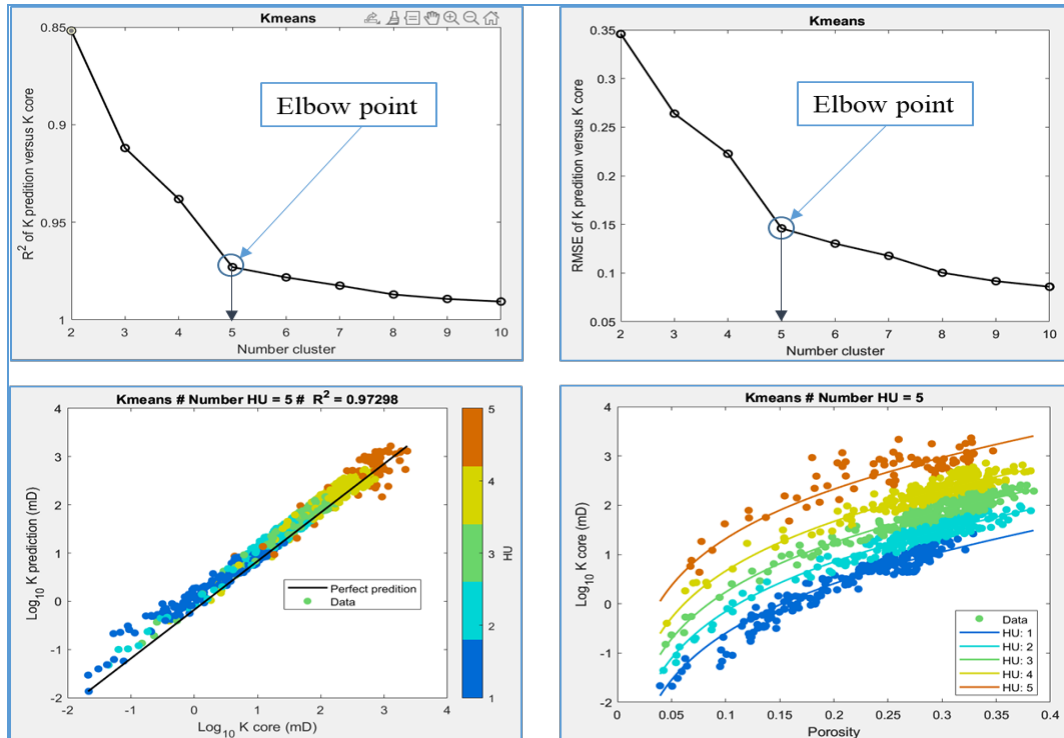 Kmeans
0.85
0.9
0.95
1
R² of K predition versus K core
Elbow point
2 3 4 5 6 7 8 9 10
Number cluster
Kmeans
0.35
0.3
0.25
0.2
0.15
0.1
0.05
RMSE of K predition versus K core
Elbow point
2 3 4 5 6 7 8 9 10
Number cluster
Kmeans # Number HU = 5 # R² = 0.97298
4
3
2
1
0
-1
-2
Log₁₀ K prediction (mD)
Perfect predition
Data
-2 -1 0 1 2 3 4
Log₁₀ K core (mD)
5
4
3
2
1
HU
Kmeans # Number HU = 5
4
3
2
1
0
-1
-2
Log₁₀ K core (mD)
Data
HU: 1
HU: 2
HU: 3
HU: 4
HU: 5
0 0.05 0.1 0.15 0.2 0.25 0.3 0.35 0.4
Porosity